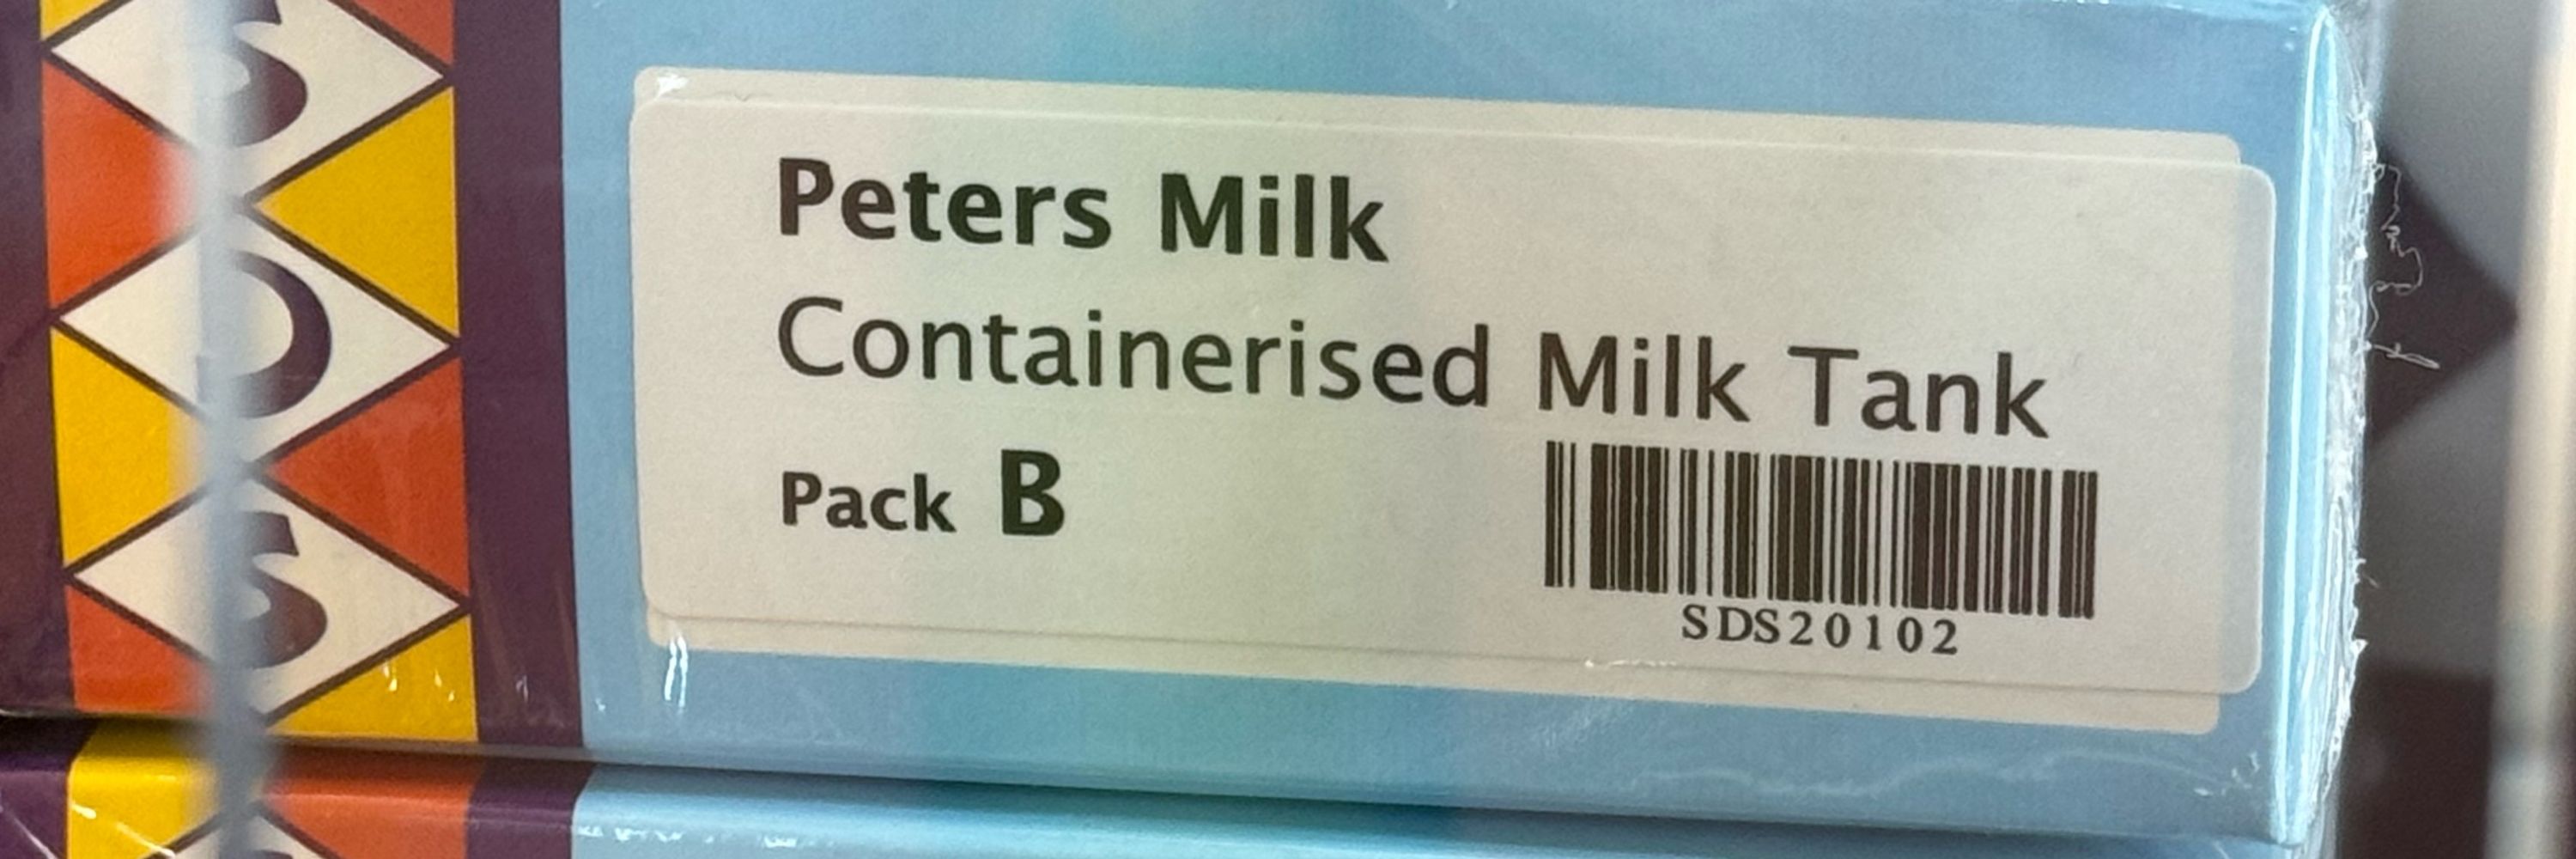 Peters Milk
Containerised Milk Tank
Pack B
SDS20102